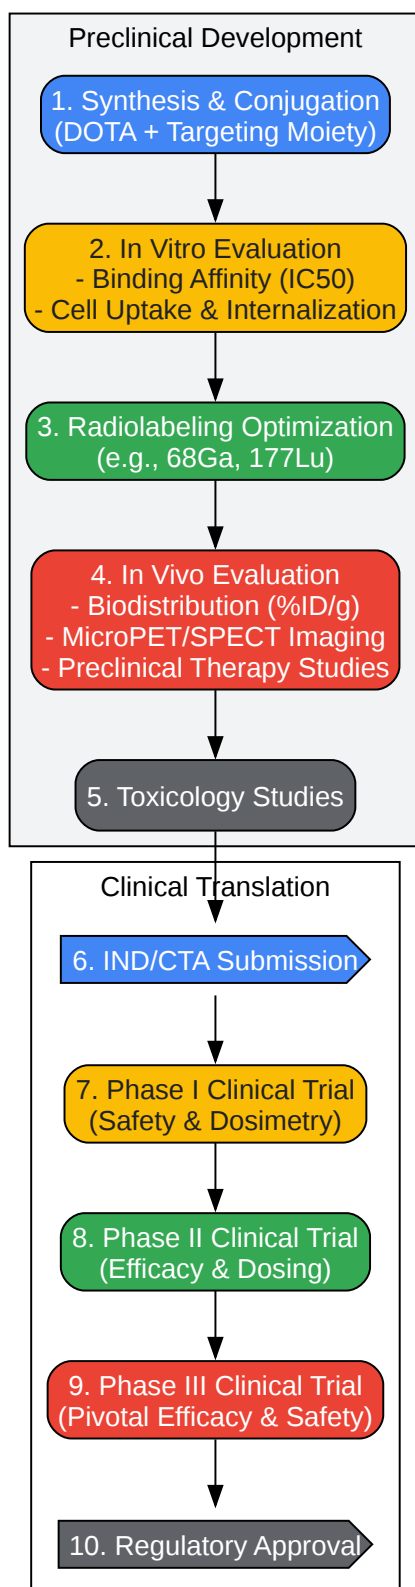 Preclinical Development
1. Synthesis & Conjugation
(DOTA + Targeting Moiety)
2. In Vitro Evaluation
- Binding Affinity (IC50)
- Cell Uptake & Internalization
3. Radiolabeling Optimization
(e.g., 68Ga, 177Lu)
4. In Vivo Evaluation
- Biodistribution (%ID/g)
- MicroPET/SPECT Imaging
- Preclinical Therapy Studies
5. Toxicology Studies
Clinical Translation
6. IND/CTA Submission
7. Phase I Clinical Trial
(Safety & Dosimetry)
8. Phase II Clinical Trial
(Efficacy & Dosing)
9. Phase III Clinical Trial
(Pivotal Efficacy & Safety)
10. Regulatory Approval